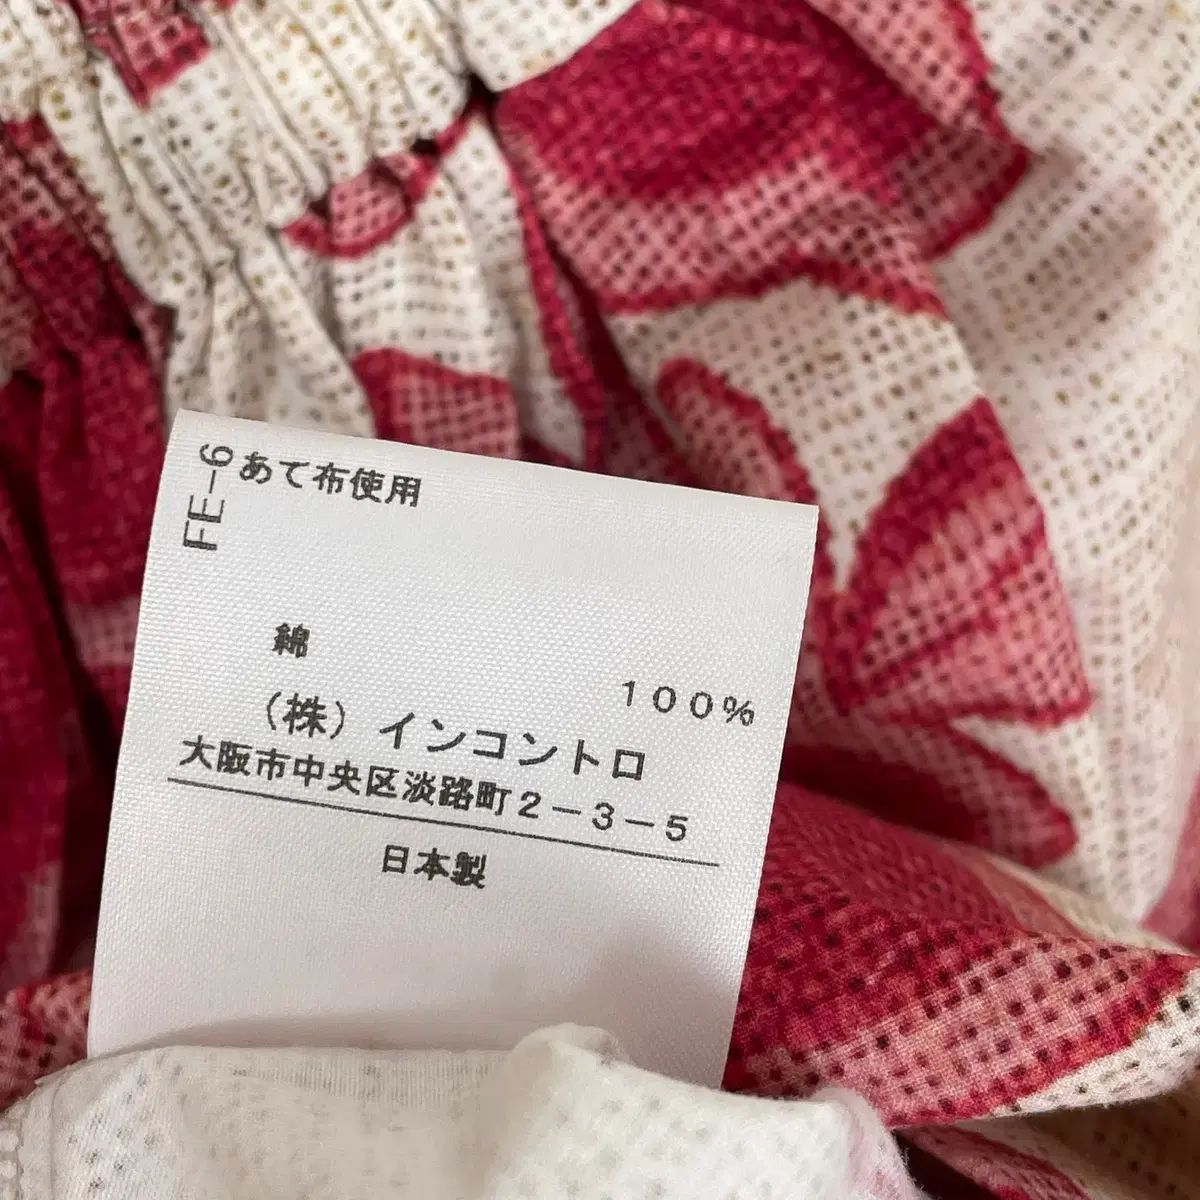 FE-6
あて布使用
綿
100%
(株)インコントロ
大阪市中央区淡路町2-3-5
日本製